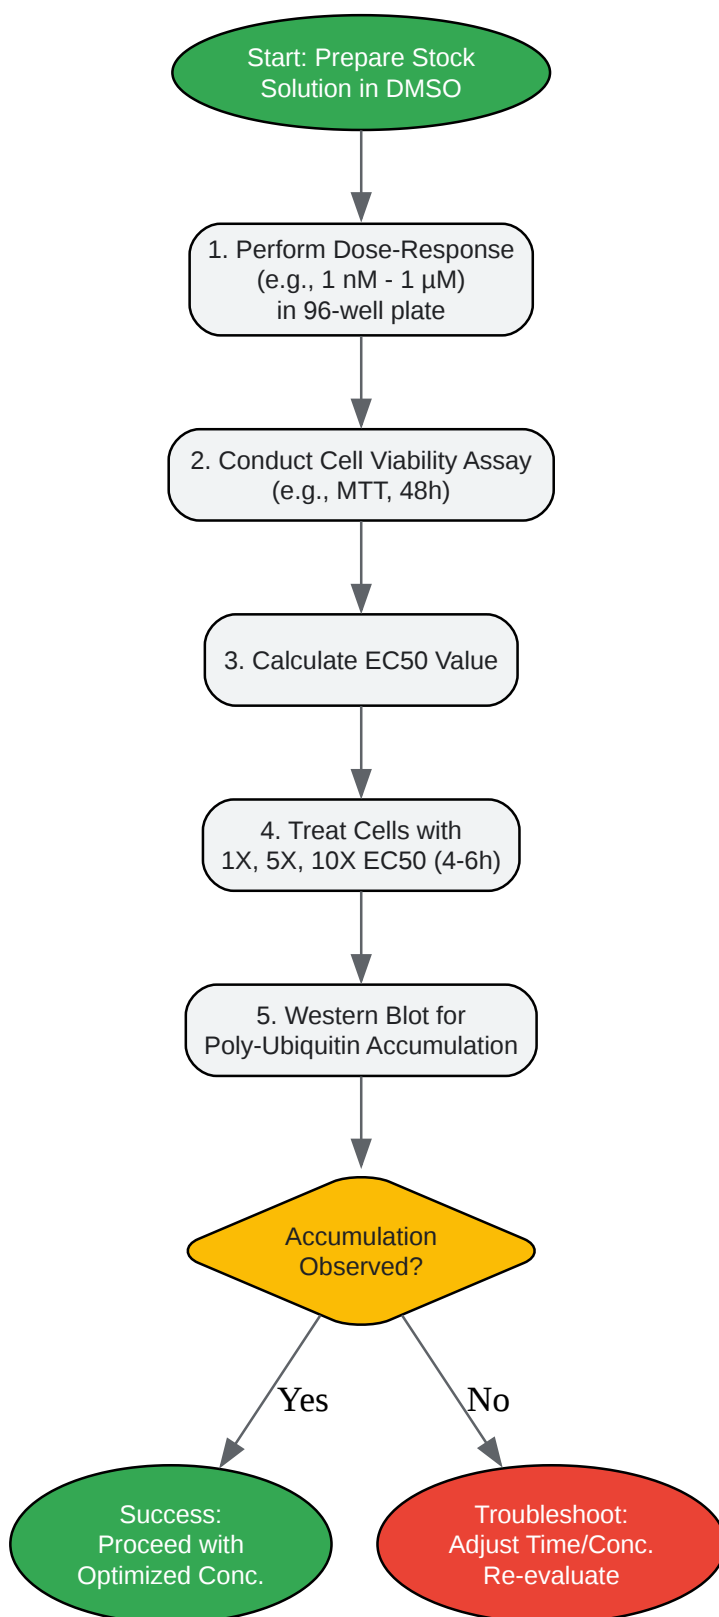 Start: Prepare Stock
Solution in DMSO
1. Perform Dose-Response
(e.g., 1 nM - 1 µM)
in 96-well plate
2. Conduct Cell Viability Assay
(e.g., MTT, 48h)
3. Calculate EC50 Value
4. Treat Cells with
1X, 5X, 10X EC50 (4-6h)
5. Western Blot for
Poly-Ubiquitin Accumulation
Accumulation
Observed?
Yes
No
Success:
Proceed with
Optimized Conc.
Troubleshoot:
Adjust Time/Conc.
Re-evaluate